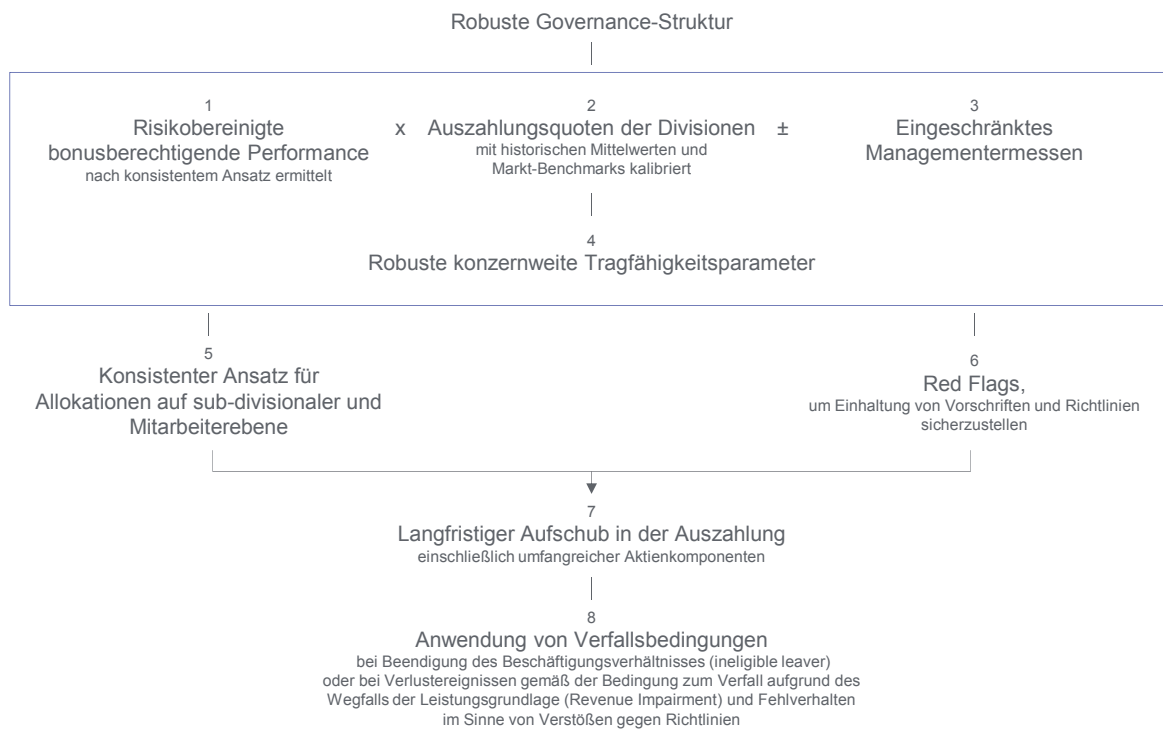 Robuste Governance-Struktur
1
Risikobereinigte
bonusberechtigende Performance
nach konsistentem Ansatz ermittelt
x
2
Auszahlungsquoten der Divisionen
mit historischen Mittelwerten und
Markt-Benchmarks kalibriert
±
3
Eingeschränktes
Managementermessen
4
Robuste konzernweite Tragfähigkeitsparameter
5
Konsistenter Ansatz für
Allokationen auf sub-divisionaler und
Mitarbeiterebene
6
Red Flags,
um Einhaltung von Vorschriften und Richtlinien
sicherzustellen
7
Langfristiger Aufschub in der Auszahlung
einschließlich umfangreicher Aktienkomponenten
8
Anwendung von Verfallsbedingungen
bei Beendigung des Beschäftigungsverhältnisses (ineligible leaver)
oder bei Verlustereignissen gemäß der Bedingung zum Verfall aufgrund des
Wegfalls der Leistungsgrundlage (Revenue Impairment) und Fehlverhalten
im Sinne von Verstößen gegen Richtlinien